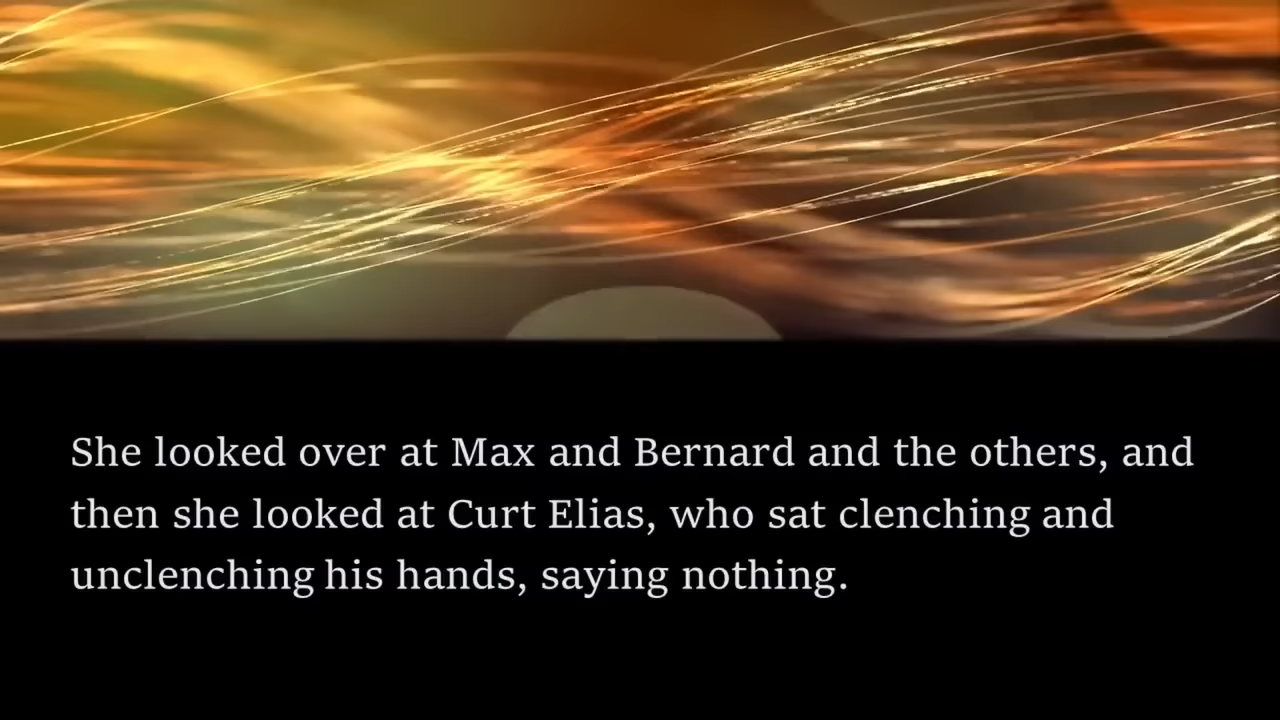 She looked over at Max and Bernard and the others, and
then she looked at Curt Elias, who sat clenching and
unclenching his hands, saying nothing.